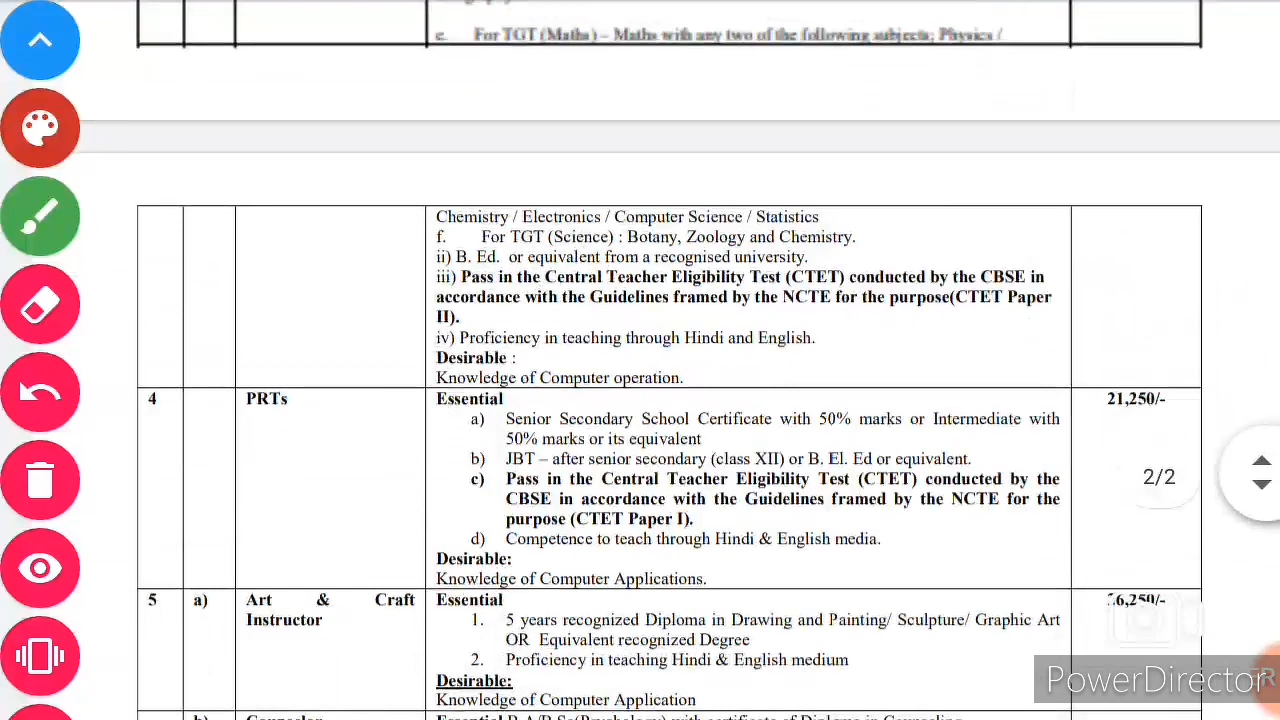 e. For TGT (Maths) – Maths with any two of the following subjects; Physics /
Chemistry / Electronics / Computer Science / Statistics
f. For TGT (Science) : Botany, Zoology and Chemistry.
ii) B. Ed. or equivalent from a recognised university.
iii) Pass in the Central Teacher Eligibility Test (CTET) conducted by the CBSE in
accordance with the Guidelines framed by the NCTE for the purpose(CTET Paper
II).
iv) Proficiency in teaching through Hindi and English.
Desirable :
Knowledge of Computer operation.
4 PRTs Essential 21,250/-
a) Senior Secondary School Certificate with 50% marks or Intermediate with
50% marks or its equivalent
b) JBT – after senior secondary (class XII) or B. El. Ed or equivalent.
c) Pass in the Central Teacher Eligibility Test (CTET) conducted by the
2/2
CBSE in accordance with the Guidelines framed by the NCTE for the
purpose (CTET Paper I).
d) Competence to teach through Hindi & English media.
Desirable:
Knowledge of Computer Applications.
5 a) Art & Craft Essential
Instructor 1. 5 years recognized Diploma in Drawing and Painting/ Sculpture/ Graphic Art
OR Equivalent recognized Degree
2. Proficiency in teaching Hindi & English medium
Desirable:
Knowledge of Computer Application
PowerDirector